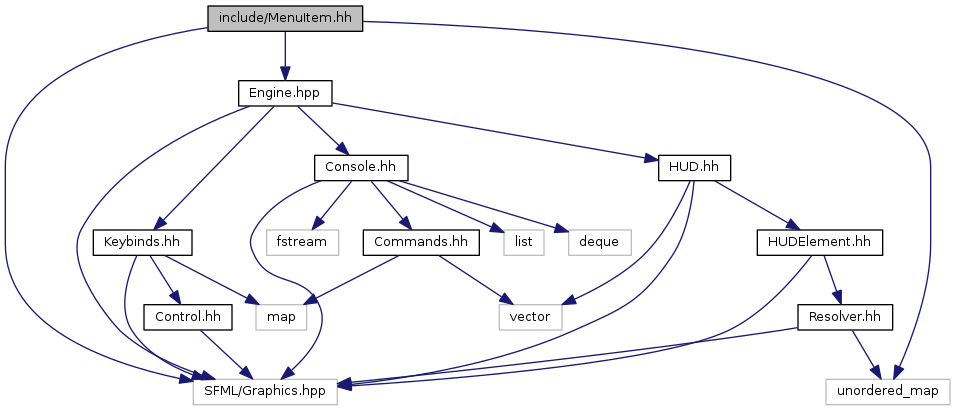 include/MenuItem.hh
Engine.hpp
Console.hh
HUD.hh
Keybinds.hh
fstream
Commands.hh
list
deque
HUDElement.hh
Control.hh
map
vector
Resolver.hh
SFML/Graphics.hpp
unordered_map